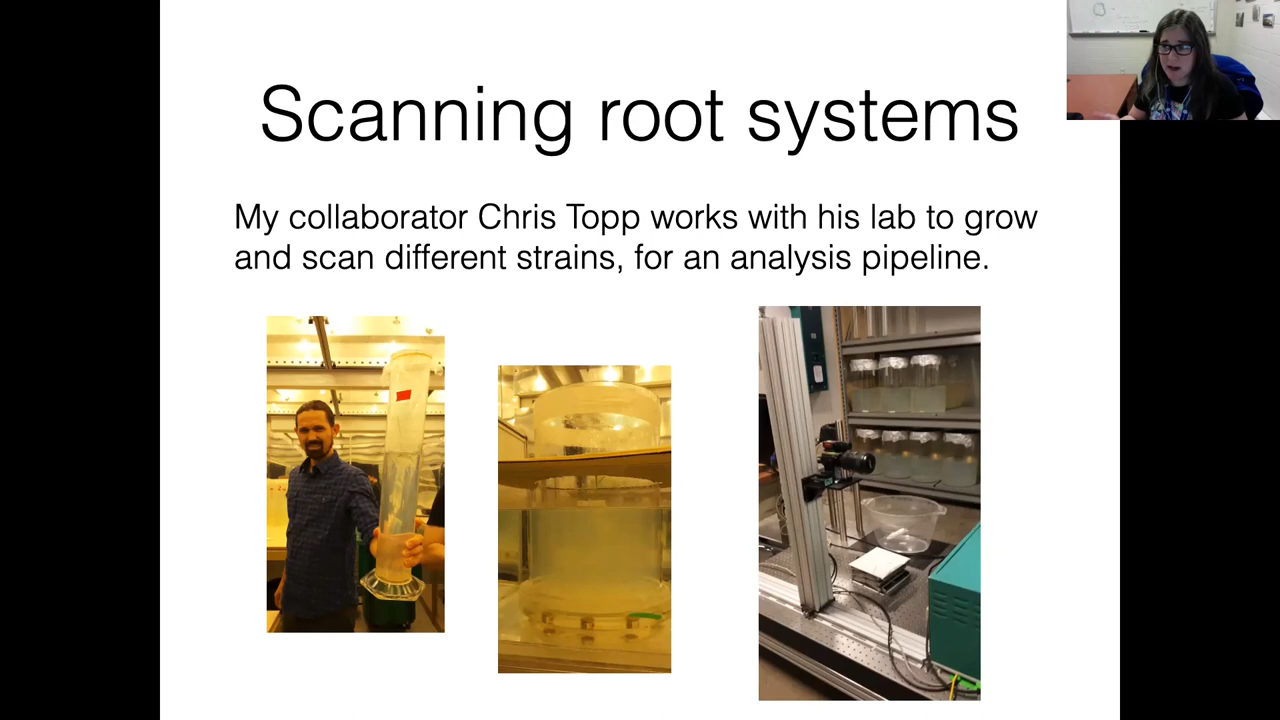 Scanning root systems
My collaborator Chris Topp works with his lab to grow
and scan different strains, for an analysis pipeline.